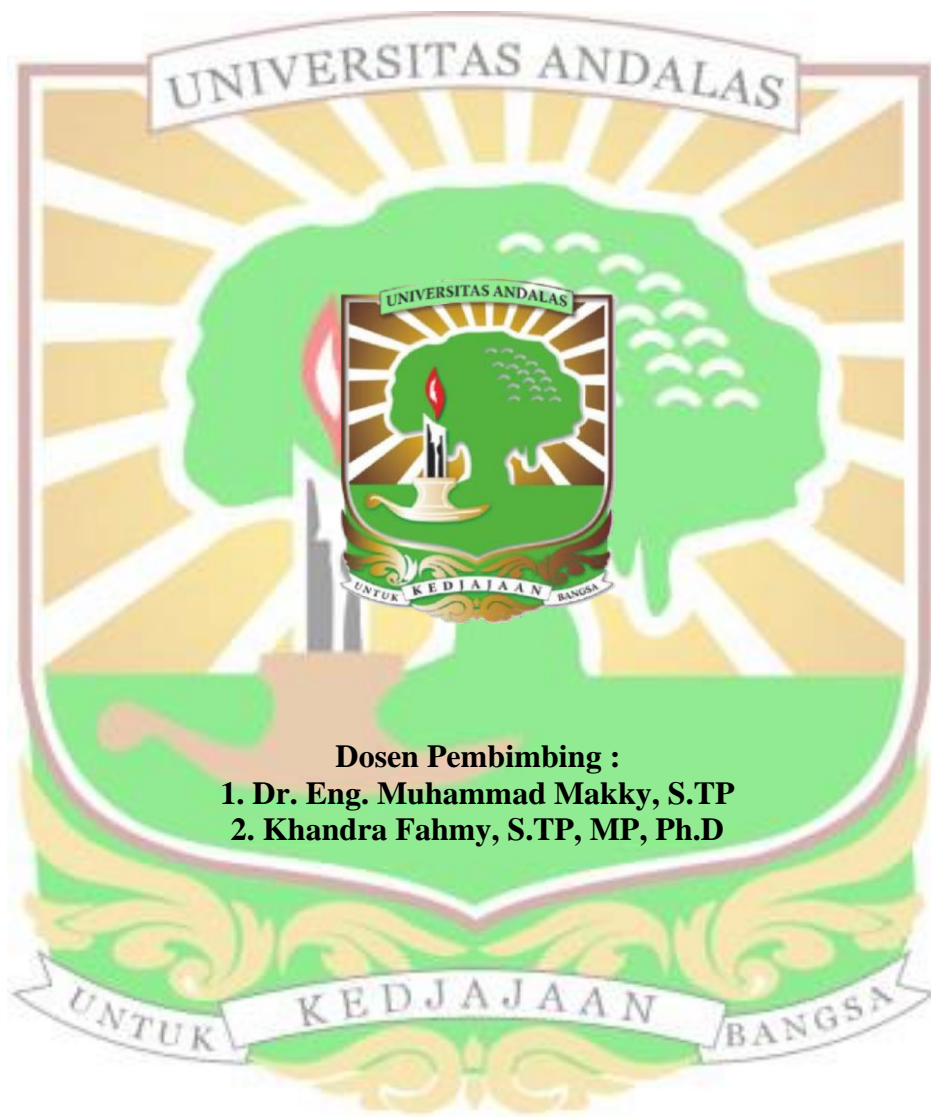 UNIVERSITAS ANDALAS
UNIVERSITAS ANDALAS
UNTUK KEDJAJAAN BANGSA
Dosen Pembimbing :
1. Dr. Eng. Muhammad Makky, S.TP
2. Khandra Fahmy, S.TP, MP, Ph.D
UNTUK KEDJAJAAN BANGSA